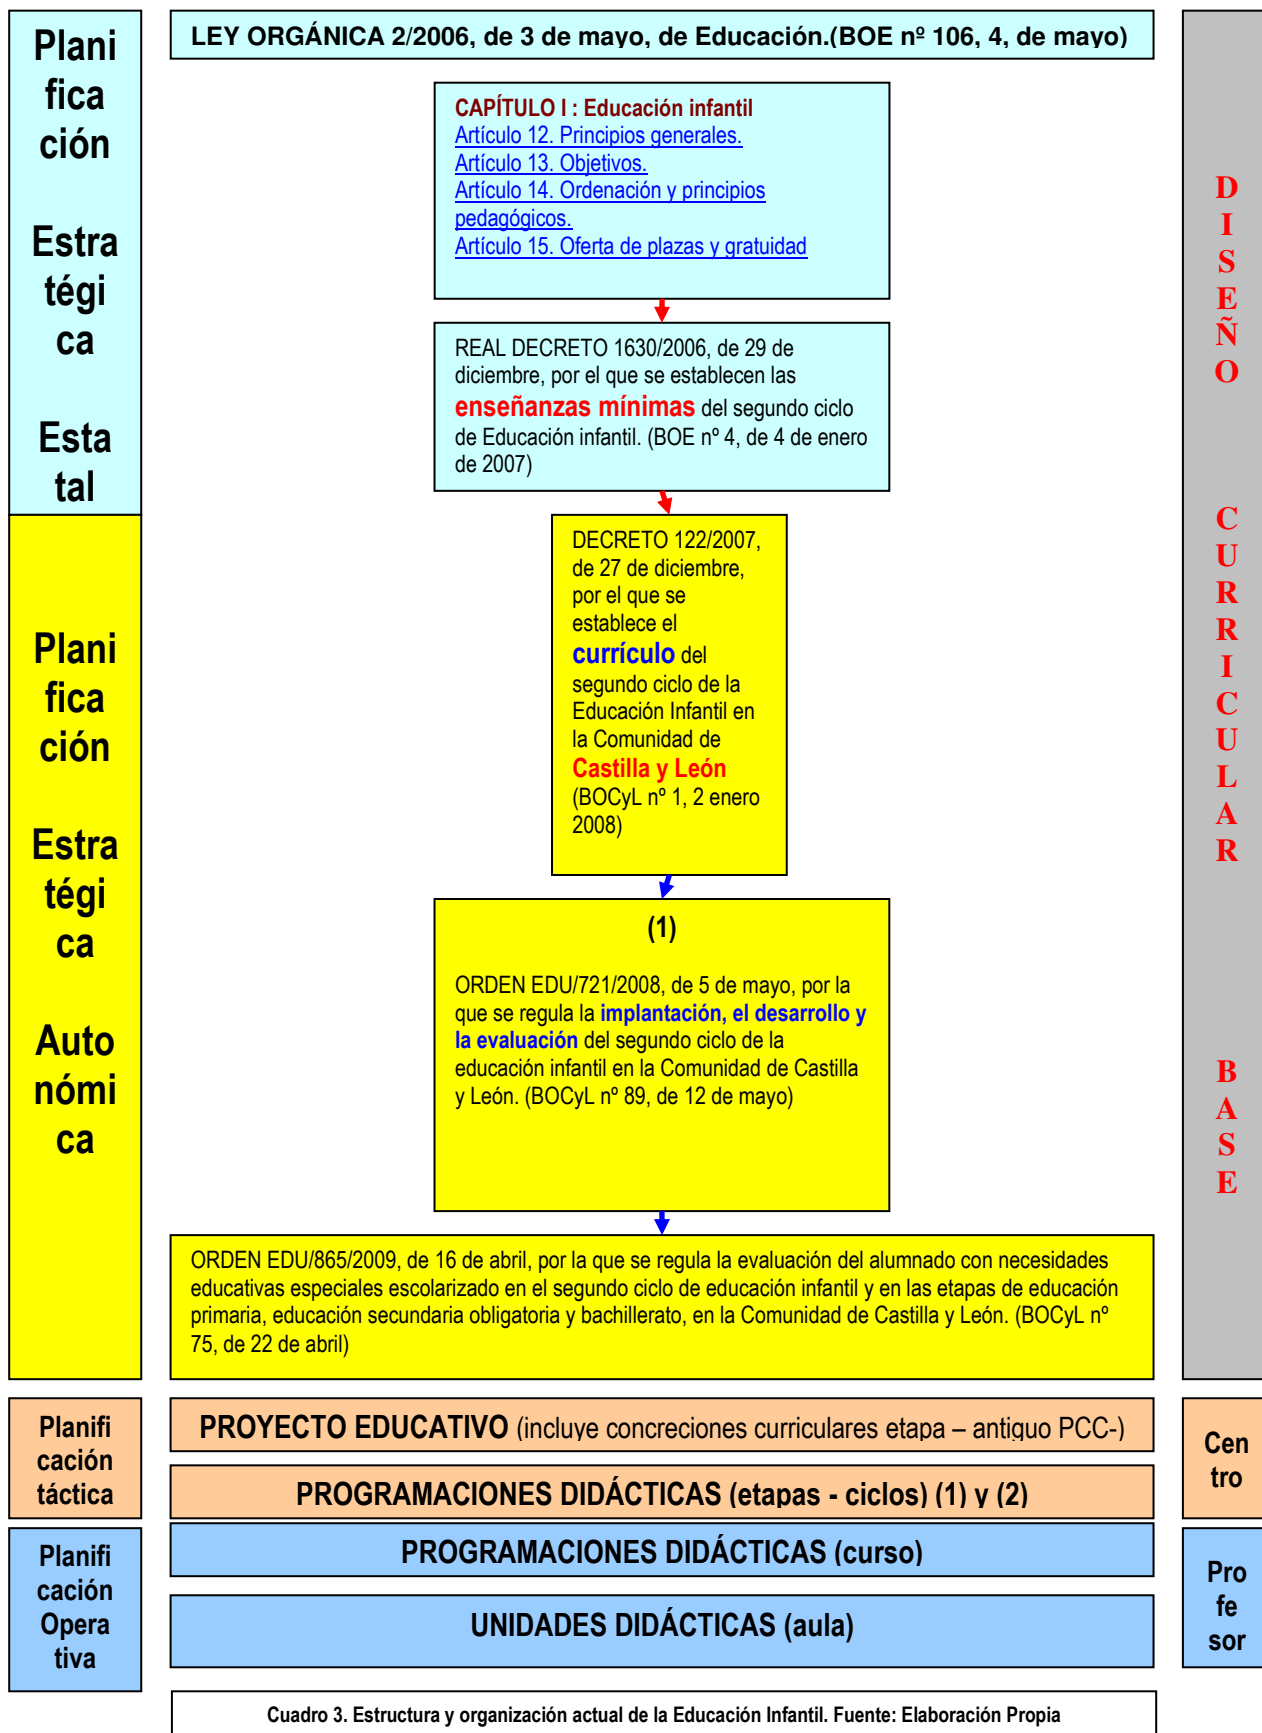 Plani
fica
ción
Estra
tégi
ca
Esta
tal
LEY ORGÁNICA 2/2006, de 3 de mayo, de Educación.(BOE nº 106, 4, de mayo)
CAPÍTULO I : Educación infantil
Artículo 12. Principios generales.
Artículo 13. Objetivos.
Artículo 14. Ordenación y principios
pedagógicos.
Artículo 15. Oferta de plazas y gratuidad
REAL DECRETO 1630/2006, de 29 de
diciembre, por el que se establecen las
enseñanzas mínimas del segundo ciclo
de Educación infantil. (BOE nº 4, de 4 de enero
de 2007)
Plani
fica
ción
Estra
tégi
ca
Auto
nómi
ca
DECRETO 122/2007,
de 27 de diciembre,
por el que se
establece el
currículo del
segundo ciclo de la
Educación Infantil en
la Comunidad de
Castilla y León
(BOCyL nº 1, 2 enero
2008)
(1)
ORDEN EDU/721/2008, de 5 de mayo, por la
que se regula la implantación, el desarrollo y
la evaluación del segundo ciclo de la
educación infantil en la Comunidad de Castilla
y León. (BOCyL nº 89, de 12 de mayo)
ORDEN EDU/865/2009, de 16 de abril, por la que se regula la evaluación del alumnado con necesidades
educativas especiales escolarizado en el segundo ciclo de educación infantil y en las etapas de educación
primaria, educación secundaria obligatoria y bachillerato, en la Comunidad de Castilla y León. (BOCyL nº
75, de 22 de abril)
D
I
S
E
Ñ
O
C
U
R
R
I
C
U
L
A
R
B
A
S
E
Planifi
cación
táctica
PROYECTO EDUCATIVO (incluye concreciones curriculares etapa – antiguo PCC-)
PROGRAMACIONES DIDÁCTICAS (etapas - ciclos) (1) y (2)
Cen
tro
Planifi
cación
Opera
tiva
PROGRAMACIONES DIDÁCTICAS (curso)
UNIDADES DIDÁCTICAS (aula)
Pro
fe
sor
Cuadro 3. Estructura y organización actual de la Educación Infantil. Fuente: Elaboración Propia